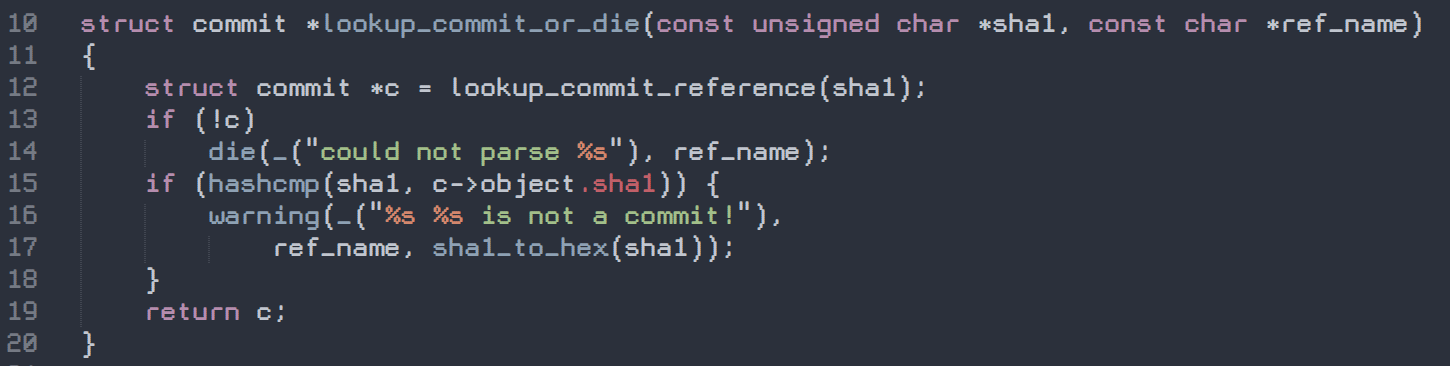 10 struct commit *lookup_commit_or_die(const unsigned char *sha1, const char *ref_name)
11 {
12     struct commit *c = lookup_commit_reference(sha1);
13     if (!c)
14         die(_("could not parse %s"), ref_name);
15     if (hashcmp(sha1, c->object.sha1)) {
16         warning(_("%s %s is not a commit!"),
17             ref_name, sha1_to_hex(sha1));
18     }
19     return c;
20 }